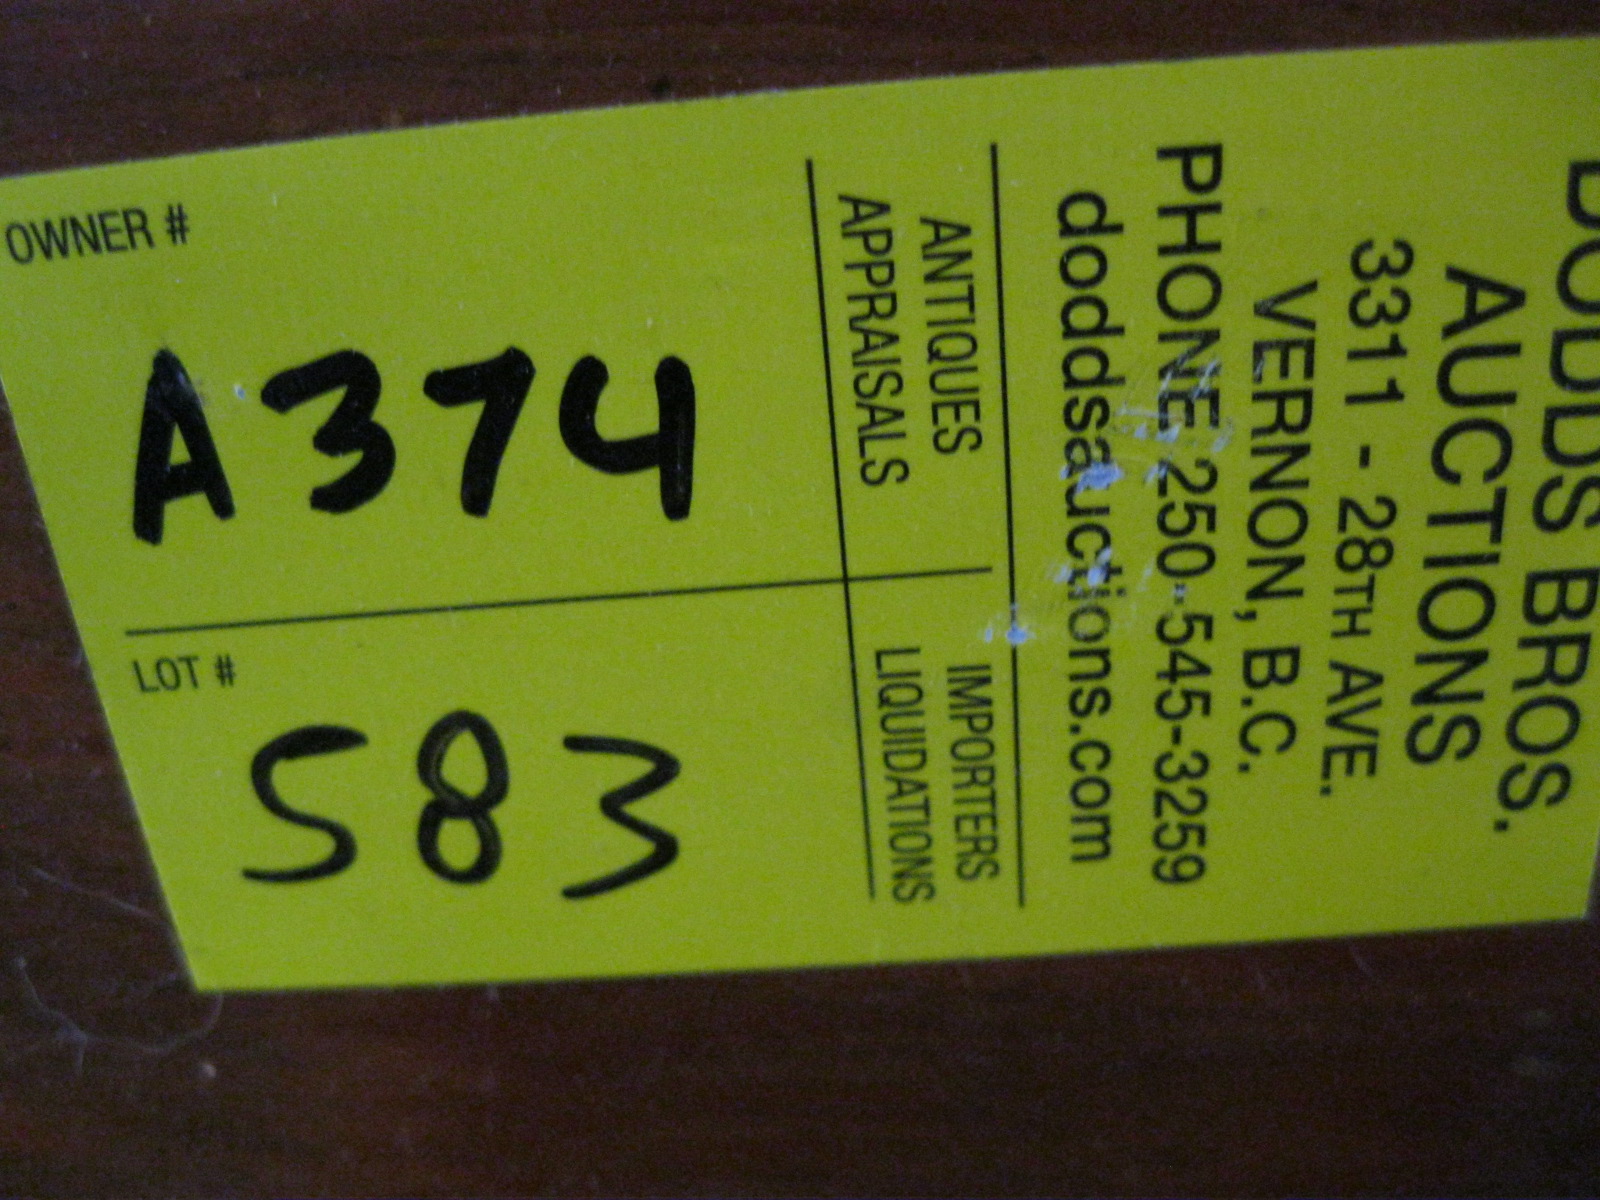 DODDS BROS.
AUCTIONS
3311 - 28TH AVE.
VERNON, B.C.
PHONE 250-545-3259
doddsauctions.com
ANTIQUES IMPORTERS
APPRAISALS LIQUIDATIONS
OWNER #
A374
LOT #
583